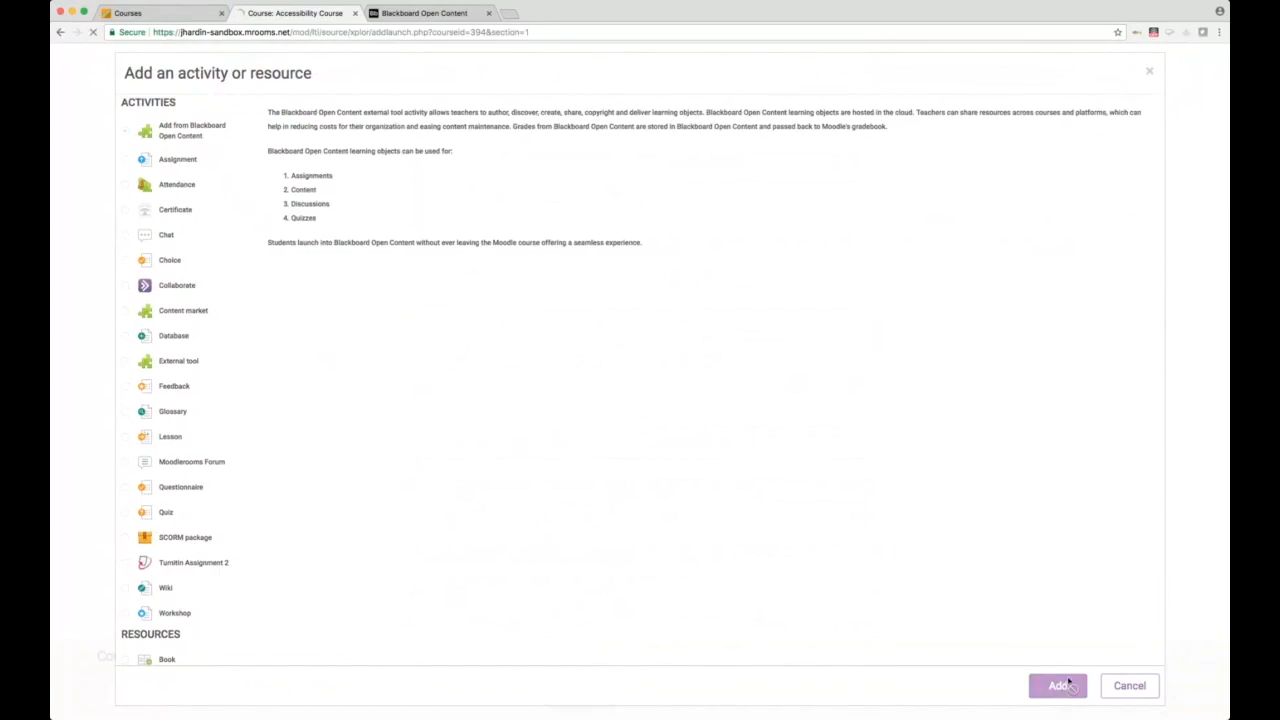 Courses
Course: Accessibility Course
Bb Blackboard Open Content
Secure https://jhardin-sandbox.mrooms.net/mod/lti/source/xplor/addlaunch.php?courseid=394&section=1
Add an activity or resource
ACTIVITIES
Add from Blackboard
Open Content
Assignment
Attendance
Certificate
Chat
Choice
Collaborate
Content market
Database
External tool
Feedback
Glossary
Lesson
Moodlerooms Forum
Questionnaire
Quiz
SCORM package
Turnitin Assignment 2
Wiki
Workshop
RESOURCES
Book
The Blackboard Open Content external tool activity allows teachers to author, discover, create, share, copyright and deliver learning objects. Blackboard Open Content learning objects are hosted in the cloud. Teachers can share resources across courses and platforms, which can
help in reducing costs for their organization and easing content maintenance. Grades from Blackboard Open Content are stored in Blackboard Open Content and passed back to Moodle's gradebook.
Blackboard Open Content learning objects can be used for:
1. Assignments
2. Content
3. Discussions
4. Quizzes
Students launch into Blackboard Open Content without ever leaving the Moodle course offering a seamless experience.
Add
Cancel